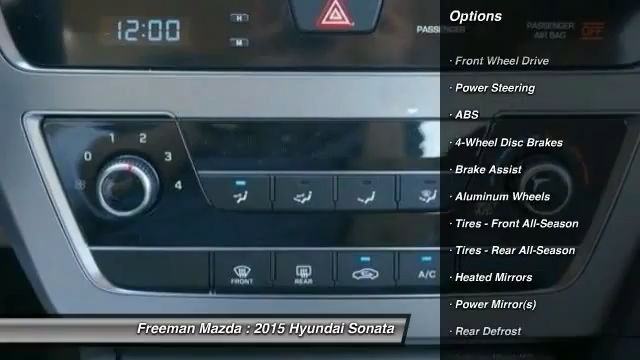 Options
12:00
H
M
PASSENGER
PASSENGER
AIR BAG
OFF
· Front Wheel Drive
· Power Steering
· ABS
· 4-Wheel Disc Brakes
· Brake Assist
· Aluminum Wheels
· Tires - Front All-Season
· Tires - Rear All-Season
· Heated Mirrors
· Power Mirror(s)
· Rear Defrost
0 1 2 3 4
FRONT
REAR
A/C
Freeman Mazda : 2015 Hyundai Sonata